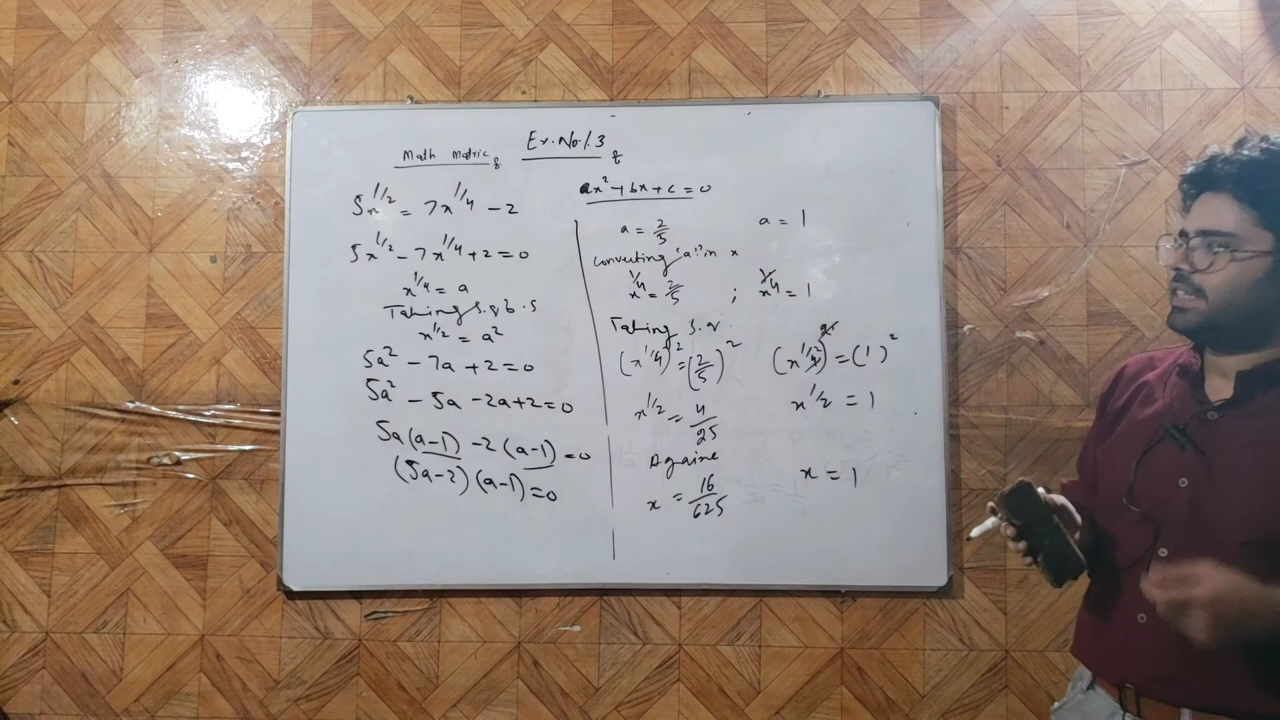 Math Matric Ex.No 1.3
5x^1/2 = 7x^1/4 - 2
5x^1/2 - 7x^1/4 + 2 = 0
x^1/4 = a
Taking S.q b.s
x^1/2 = a²
5a² - 7a + 2 = 0
5a² - 5a - 2a + 2 = 0
5a(a-1) - 2(a-1) = 0
(5a-2)(a-1) = 0
ax² + bx + c = 0
a = 2/5 a = 1
Converting 'a' in x
x^1/4 = 2/5 ; x^1/4 = 1
Taking S.q.
(x^1/4)² = (2/5)² = (1)²
x^1/2 = 4/25 x^1/2 = 1
Againe
x = 16/625 x = 1